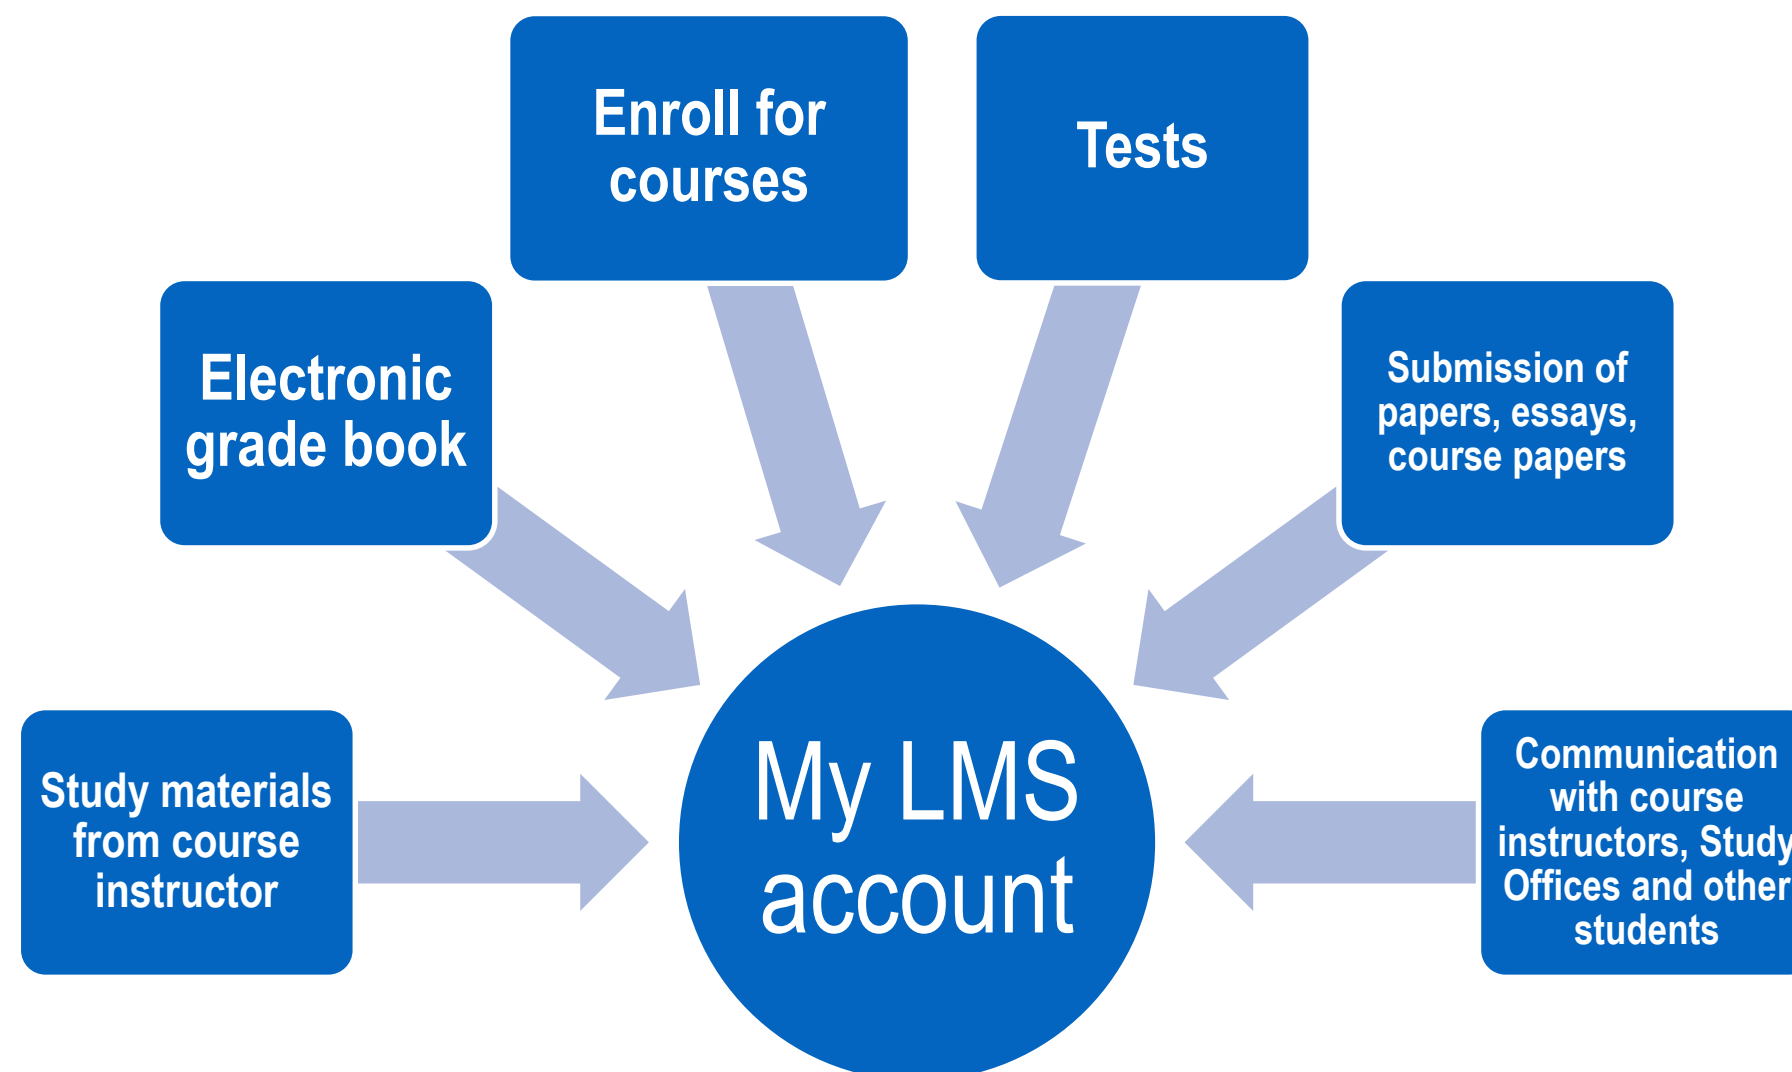 Enroll for
courses
Tests
Electronic
grade book
Submission of
papers, essays,
course papers
Study materials
from course
instructor
My LMS
account
Communication
with course
instructors, Study
Offices and other
students